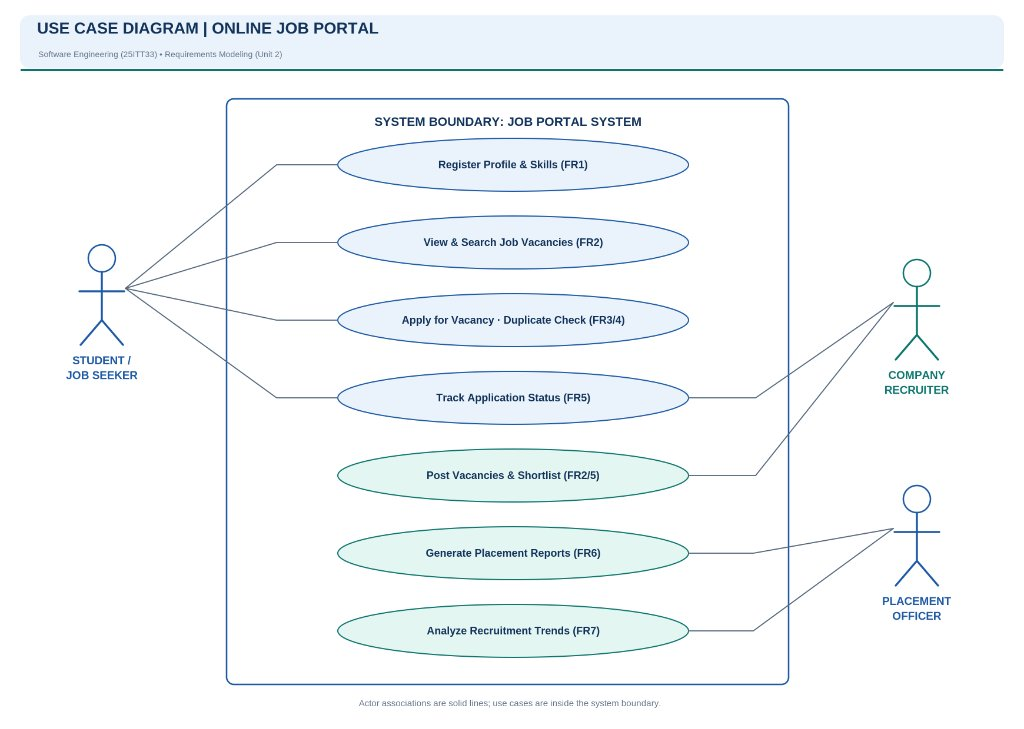 USE CASE DIAGRAM | ONLINE JOB PORTAL
Software Engineering (25ITT33) • Requirements Modeling (Unit 2)
SYSTEM BOUNDARY: JOB PORTAL SYSTEM
Register Profile & Skills (FR1)
View & Search Job Vacancies (FR2)
Apply for Vacancy · Duplicate Check (FR3/4)
STUDENT /
JOB SEEKER
COMPANY
RECRUITER
Track Application Status (FR5)
Post Vacancies & Shortlist (FR2/5)
Generate Placement Reports (FR6)
PLACEMENT
OFFICER
Analyze Recruitment Trends (FR7)
Actor associations are solid lines; use cases are inside the system boundary.